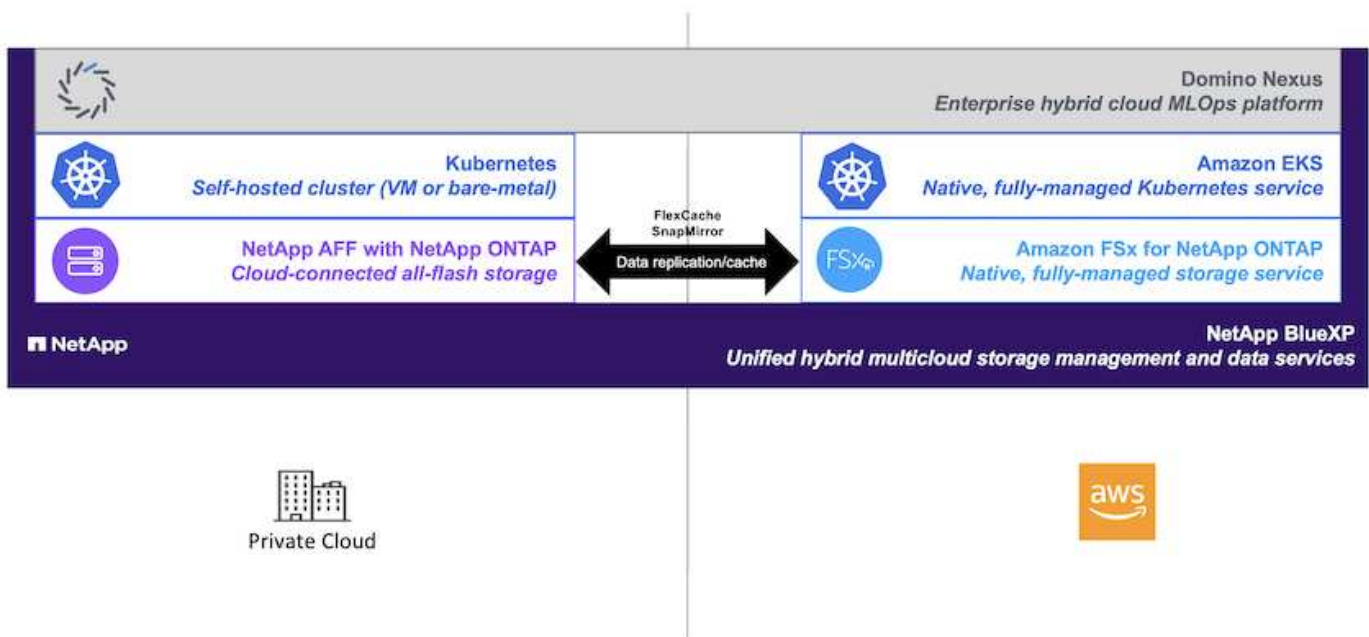 Domino Nexus
Enterprise hybrid cloud MLOps platform
Kubernetes
Self-hosted cluster (VM or bare-metal)
Amazon EKS
Native, fully-managed Kubernetes service
FlexCache
SnapMirror
Data replication/cache
NetApp AFF with NetApp ONTAP
Cloud-connected all-flash storage
FSx
Amazon FSx for NetApp ONTAP
Native, fully-managed storage service
NetApp
NetApp BlueXP
Unified hybrid multicloud storage management and data services
Private Cloud
aws